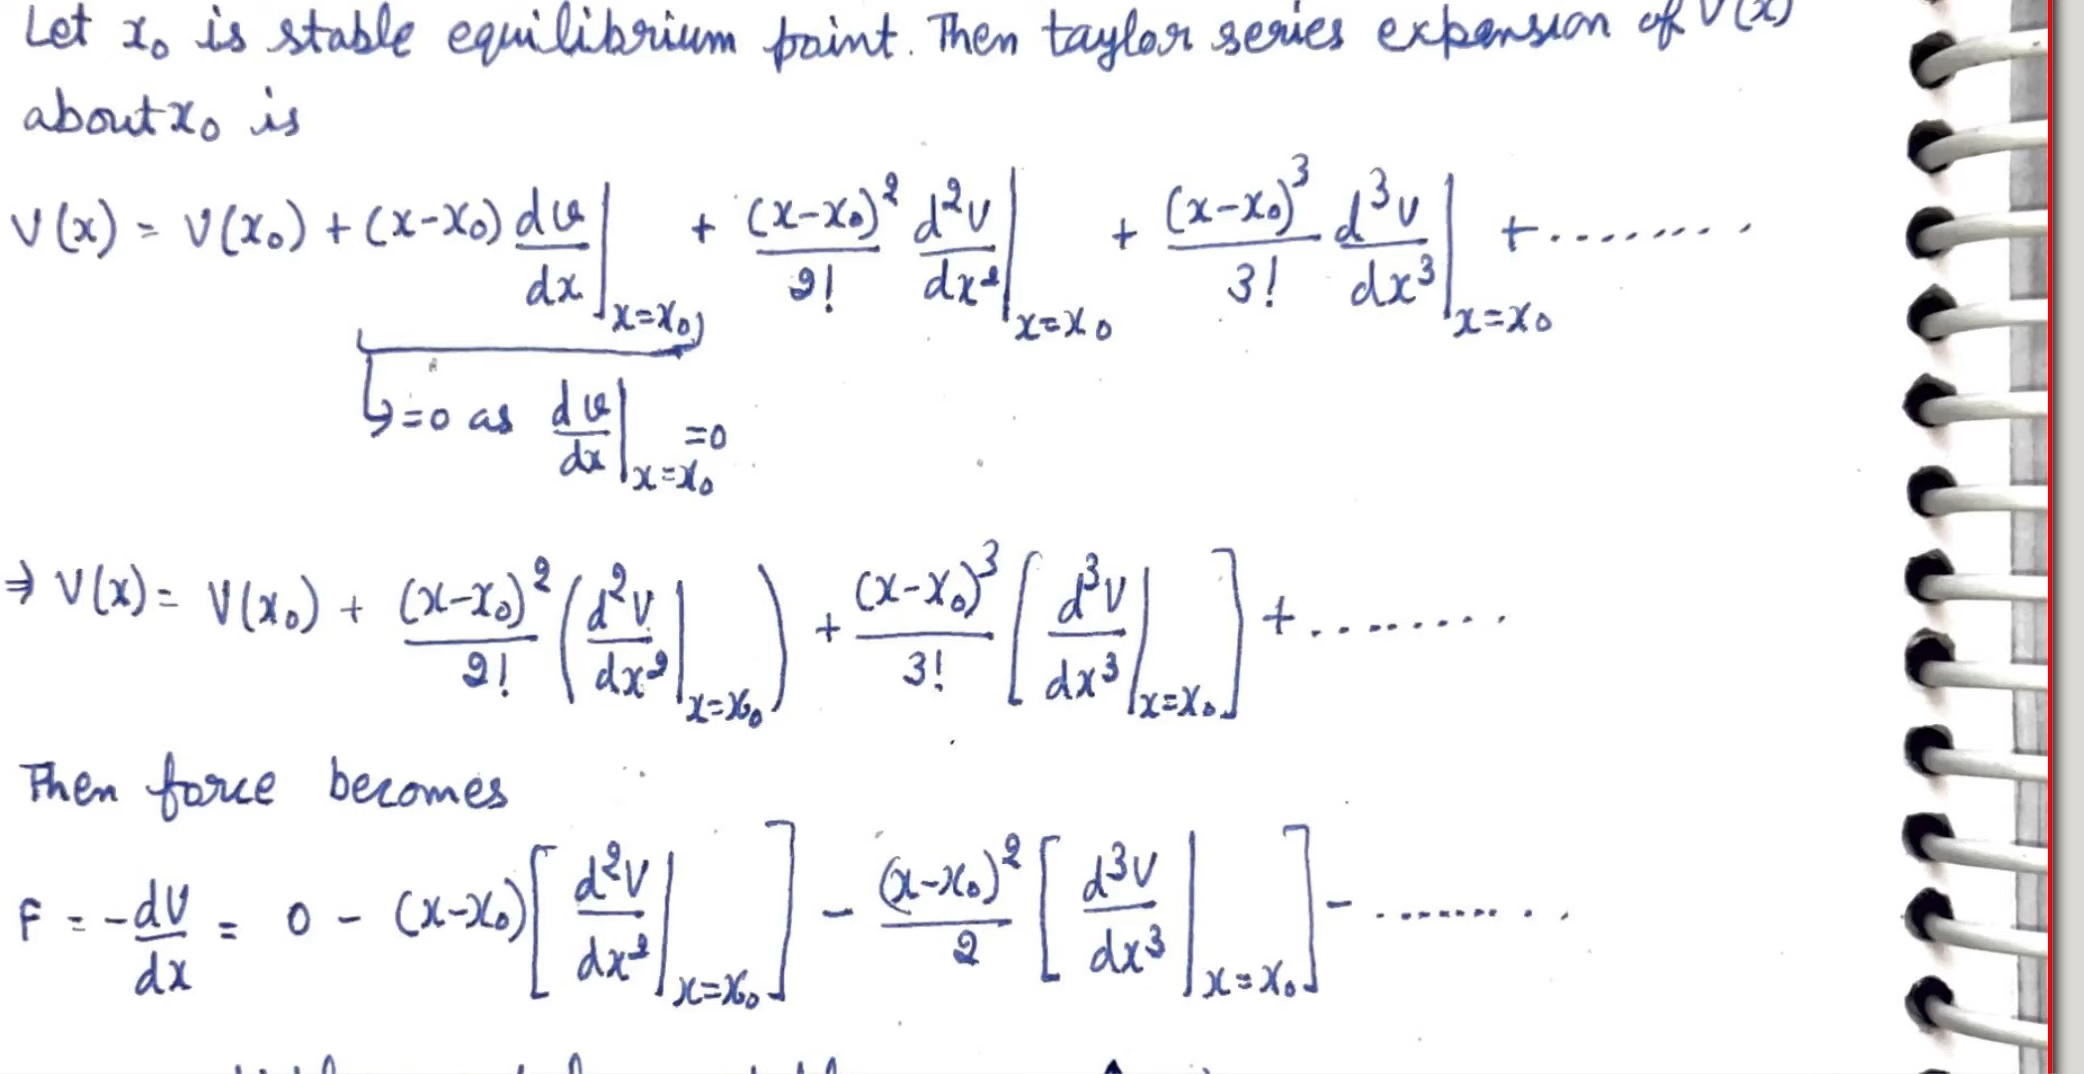 Let x₀ is stable equilibrium point. Then taylor series expansion of V(x)
about x₀ is
V(x) = V(x₀) + (x-x₀) dv/dx|ₓ₌ₓ₀ + (x-x₀)²/2! d²V/dx²|ₓ₌ₓ₀ + (x-x₀)³/3! d³V/dx³|ₓ₌ₓ₀ + ........
↳ =0 as dv/dx|ₓ₌ₓ₀ =0
⇒ V(x) = V(x₀) + (x-x₀)²/2! (d²V/dx²|ₓ₌ₓ₀) + (x-x₀)³/3! [d³V/dx³|ₓ₌ₓ₀] + ........
Then force becomes
F = -dV/dx = 0 - (x-x₀)[d²V/dx²|ₓ₌ₓ₀] - (x-x₀)²/2 [d³V/dx³|ₓ₌ₓ₀] - ........